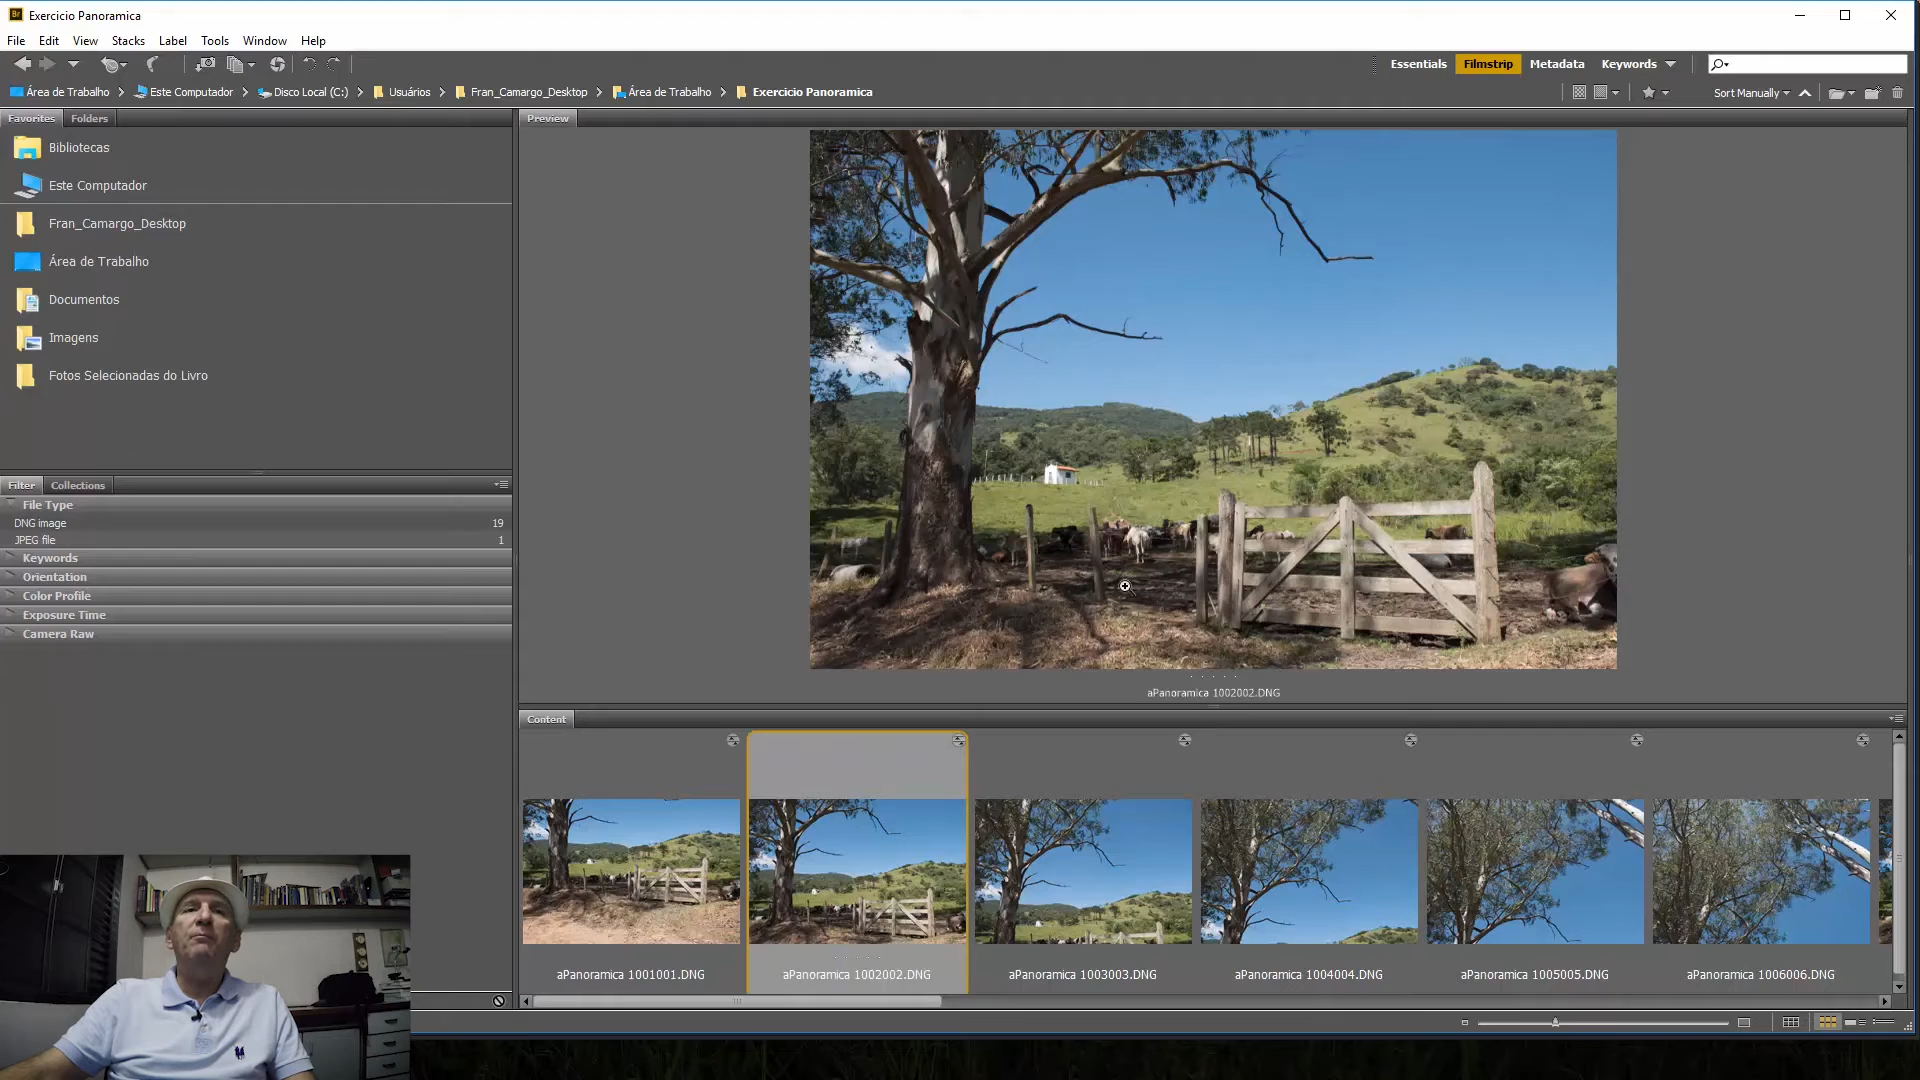 Br Exercicio Panoramica
File Edit View Stacks Label Tools Window Help
Essentials Filmstrip Metadata Keywords
Área de Trabalho Este Computador Disco Local (C:) Usuários Fran_Camargo_Desktop Área de Trabalho Exercicio Panoramica
Sort Manually
Favorites Folders
Bibliotecas
Este Computador
Fran_Camargo_Desktop
Área de Trabalho
Documentos
Imagens
Fotos Selecionadas do Livro
Filter Collections
File Type
DNG image 19
JPEG file 1
Keywords
Orientation
Color Profile
Exposure Time
Camera Raw
Preview
aPanoramica 1002002.DNG
Content
aPanoramica 1001001.DNG
aPanoramica 1002002.DNG
aPanoramica 1003003.DNG
aPanoramica 1004004.DNG
aPanoramica 1005005.DNG
aPanoramica 1006006.DNG